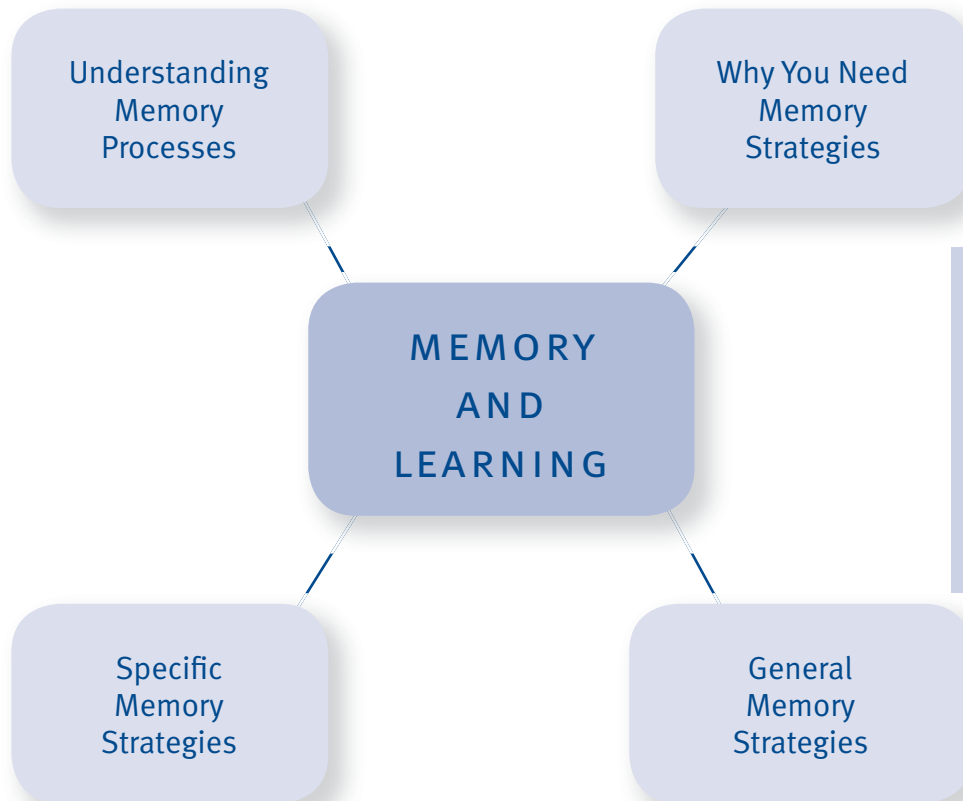 Understanding
Memory
Processes
Why You Need
Memory
Strategies
MEMORY
AND
LEARNING
Specific
Memory
Strategies
General
Memory
Strategies